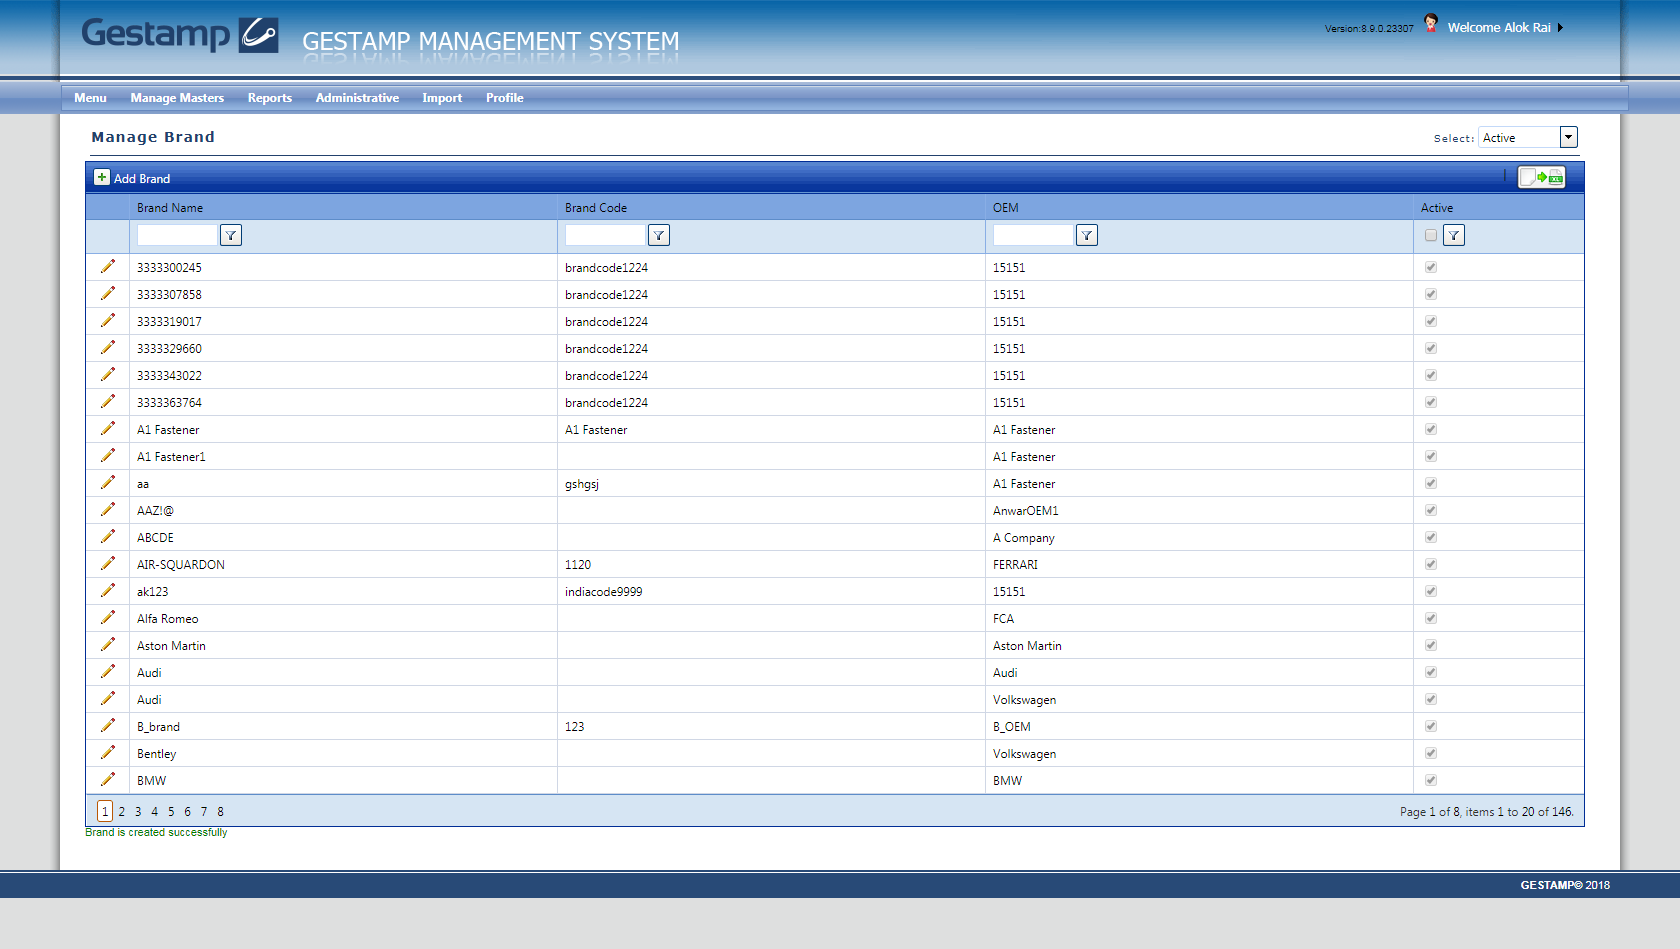 Gestamp
GESTAMP MANAGEMENT SYSTEM
Version:8.9.0.23307
Welcome Alok Rai
Menu Manage Masters Reports Administrative Import Profile
Manage Brand
Select: Active
Add Brand
Brand Name Brand Code OEM Active
3333300245 brandcode1224 15151
3333307858 brandcode1224 15151
3333319017 brandcode1224 15151
3333329660 brandcode1224 15151
3333343022 brandcode1224 15151
3333363764 brandcode1224 15151
A1 Fastener A1 Fastener A1 Fastener
A1 Fastener1 A1 Fastener
aa gshgsj A1 Fastener
AAZ!@ AnwarOEM1
ABCDE A Company
AIR-SQUARDON 1120 FERRARI
ak123 indiacode9999 15151
Alfa Romeo FCA
Aston Martin Aston Martin
Audi Audi
Audi Volkswagen
B_brand 123 B_OEM
Bentley Volkswagen
BMW BMW
1 2 3 4 5 6 7 8 Page 1 of 8, items 1 to 20 of 146.
Brand is created successfully
GESTAMP© 2018